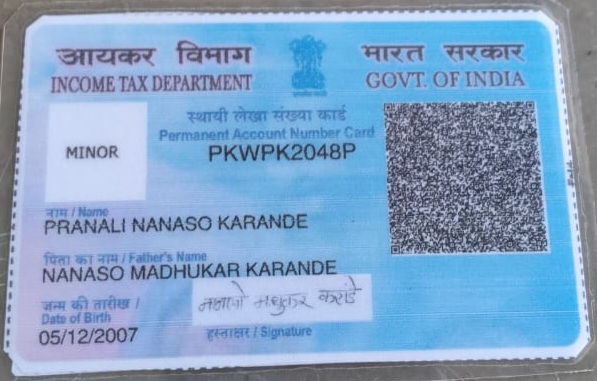 आयकर विभाग
INCOME TAX DEPARTMENT
भारत सरकार
GOVT. OF INDIA
स्थायी लेखा संख्या कार्ड
Permanent Account Number Card
PKWPK2048P
MINOR
नाम / Name
PRANALI NANASO KARANDE
पिता का नाम / Father's Name
NANASO MADHUKAR KARANDE
जन्म की तारीख /
Date of Birth
05/12/2007
मधुकर करांडे
हस्ताक्षर / Signature